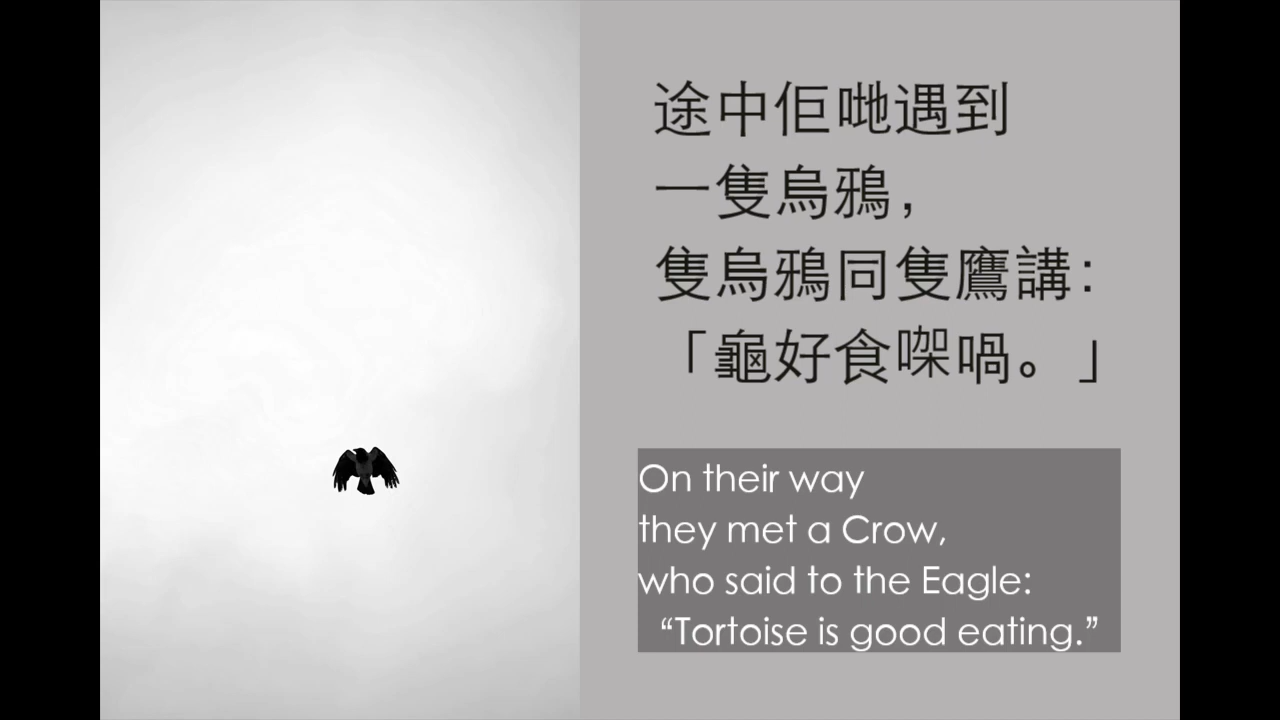 途中佢哋遇到
一隻烏鴉，
隻烏鴉同隻鷹講：
「龜好食㗎喎。」
On their way
they met a Crow,
who said to the Eagle:
“Tortoise is good eating.”